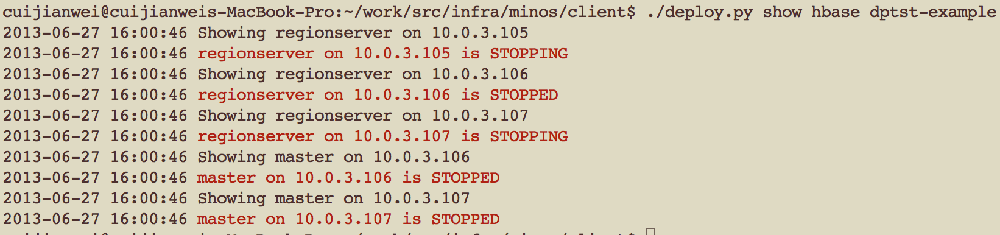 cuijianwei@cuijianweis-MacBook-Pro:~/work/src/infra/minos/client$ ./deploy.py show hbase dptst-example
2013-06-27 16:00:46 Showing regionserver on 10.0.3.105
2013-06-27 16:00:46 regionserver on 10.0.3.105 is STOPPING
2013-06-27 16:00:46 Showing regionserver on 10.0.3.106
2013-06-27 16:00:46 regionserver on 10.0.3.106 is STOPPED
2013-06-27 16:00:46 Showing regionserver on 10.0.3.107
2013-06-27 16:00:46 regionserver on 10.0.3.107 is STOPPING
2013-06-27 16:00:46 Showing master on 10.0.3.106
2013-06-27 16:00:46 master on 10.0.3.106 is STOPPED
2013-06-27 16:00:46 Showing master on 10.0.3.107
2013-06-27 16:00:46 master on 10.0.3.107 is STOPPED